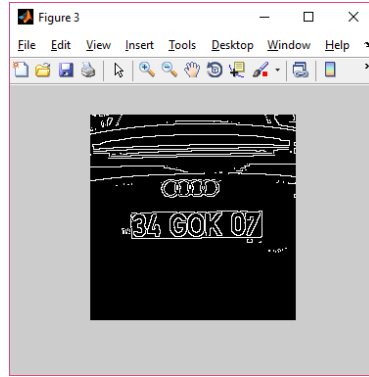 Figure 3
File Edit View Insert Tools Desktop Window Help
34 GOK 07